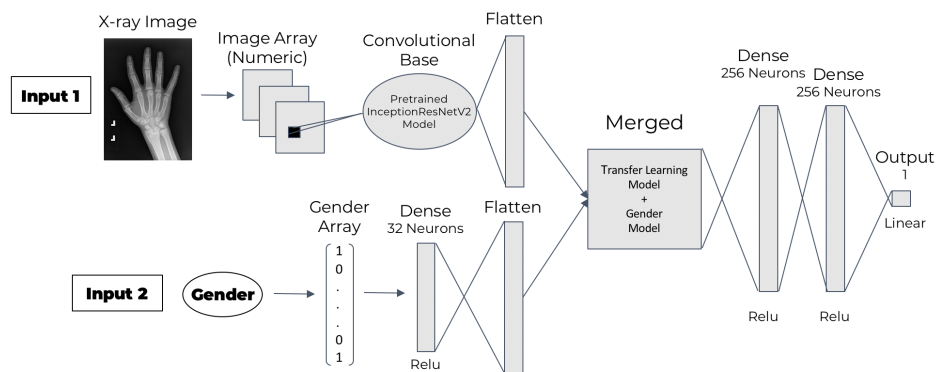 X-ray Image
Input 1
Image Array
(Numeric)
Convolutional
Base
Pretrained
InceptionResNetV2
Model
Flatten
Input 2
Gender
Gender
Array
1
0
.
.
.
0
1
Dense
32 Neurons
Relu
Flatten
Merged
Transfer Learning
Model
+
Gender
Model
Dense
256 Neurons
Relu
Dense
256 Neurons
Relu
Output
1
Linear